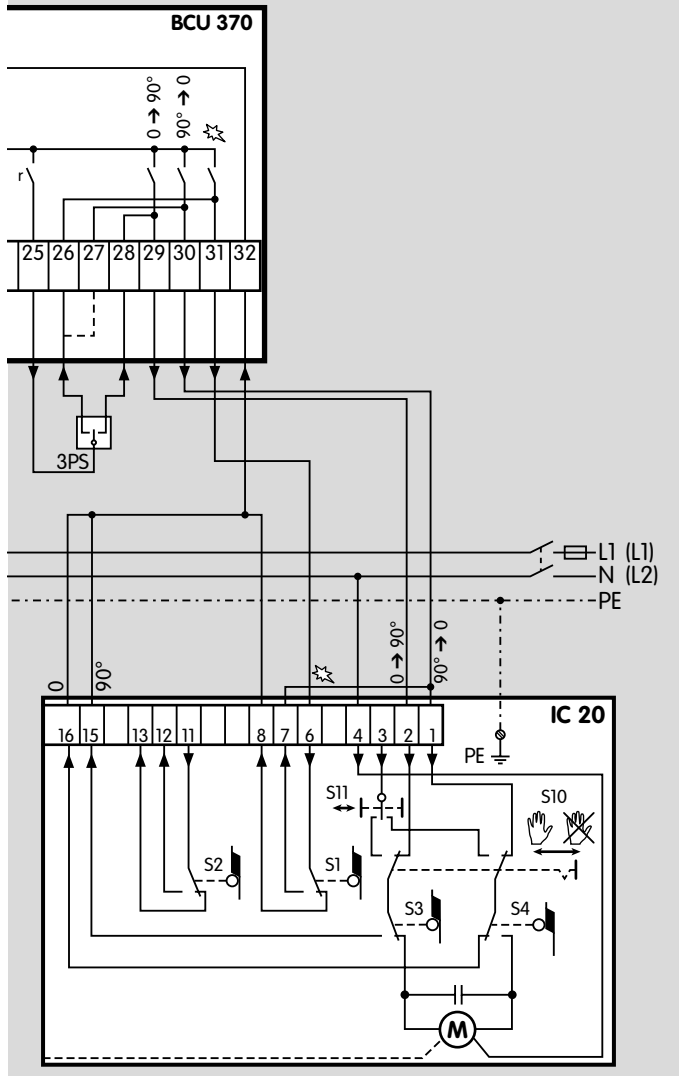 BCU 370
0 → 90°
90° → 0
r
25 26 27 28 29 30 31 32
3PS
L1 (L1)
N (L2)
PE
0
90°
0 → 90°
90° → 0
IC 20
16 15 13 12 11 8 7 6 4 3 2 1
PE
S11
S10
S2
S1
S3
S4
M